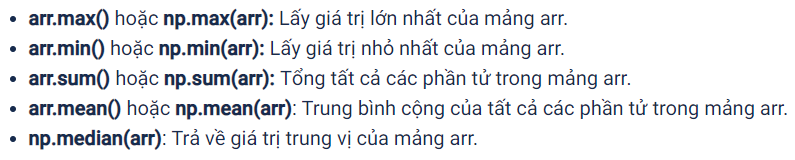 • arr.max() hoặc np.max(arr): Lấy giá trị lớn nhất của mảng arr.
• arr.min() hoặc np.min(arr): Lấy giá trị nhỏ nhất của mảng arr.
• arr.sum() hoặc np.sum(arr): Tổng tất cả các phần tử trong mảng arr.
• arr.mean() hoặc np.mean(arr): Trung bình cộng của tất cả các phần tử trong mảng arr.
• np.median(arr): Trả về giá trị trung vị của mảng arr.